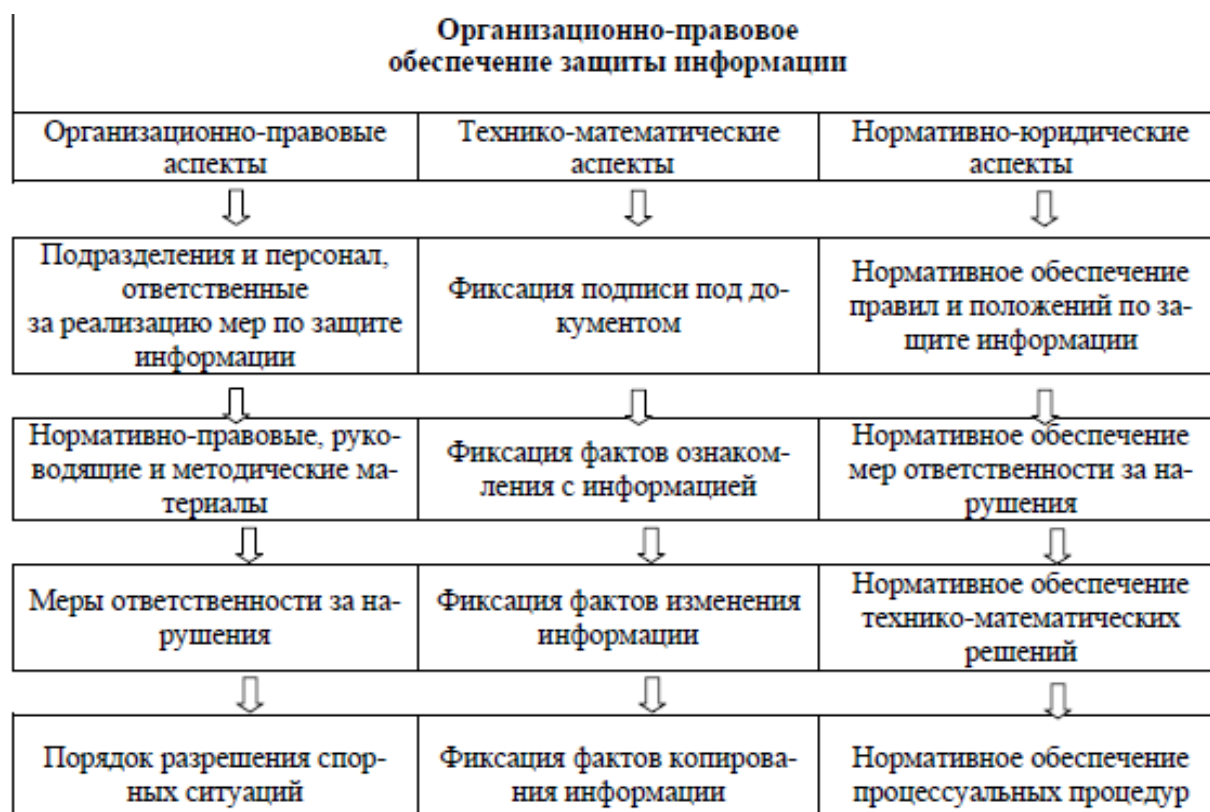 Организационно-правовое
обеспечение защиты информации
Организационно-правовые
аспекты
Технико-математические
аспекты
Нормативно-юридические
аспекты
Подразделения и персонал,
ответственные
за реализацию мер по защите
информации
Фиксация подписи под до-
кументом
Нормативное обеспечение
правил и положений по за-
щите информации
Нормативно-правовые, руко-
водящие и методические ма-
териалы
Фиксация фактов ознаком-
ления с информацией
Нормативное обеспечение
мер ответственности за на-
рушения
Меры ответственности за на-
рушения
Фиксация фактов изменения
информации
Нормативное обеспечение
технико-математических
решений
Порядок разрешения спор-
ных ситуаций
Фиксация фактов копирова-
ния информации
Нормативное обеспечение
процессуальных процедур